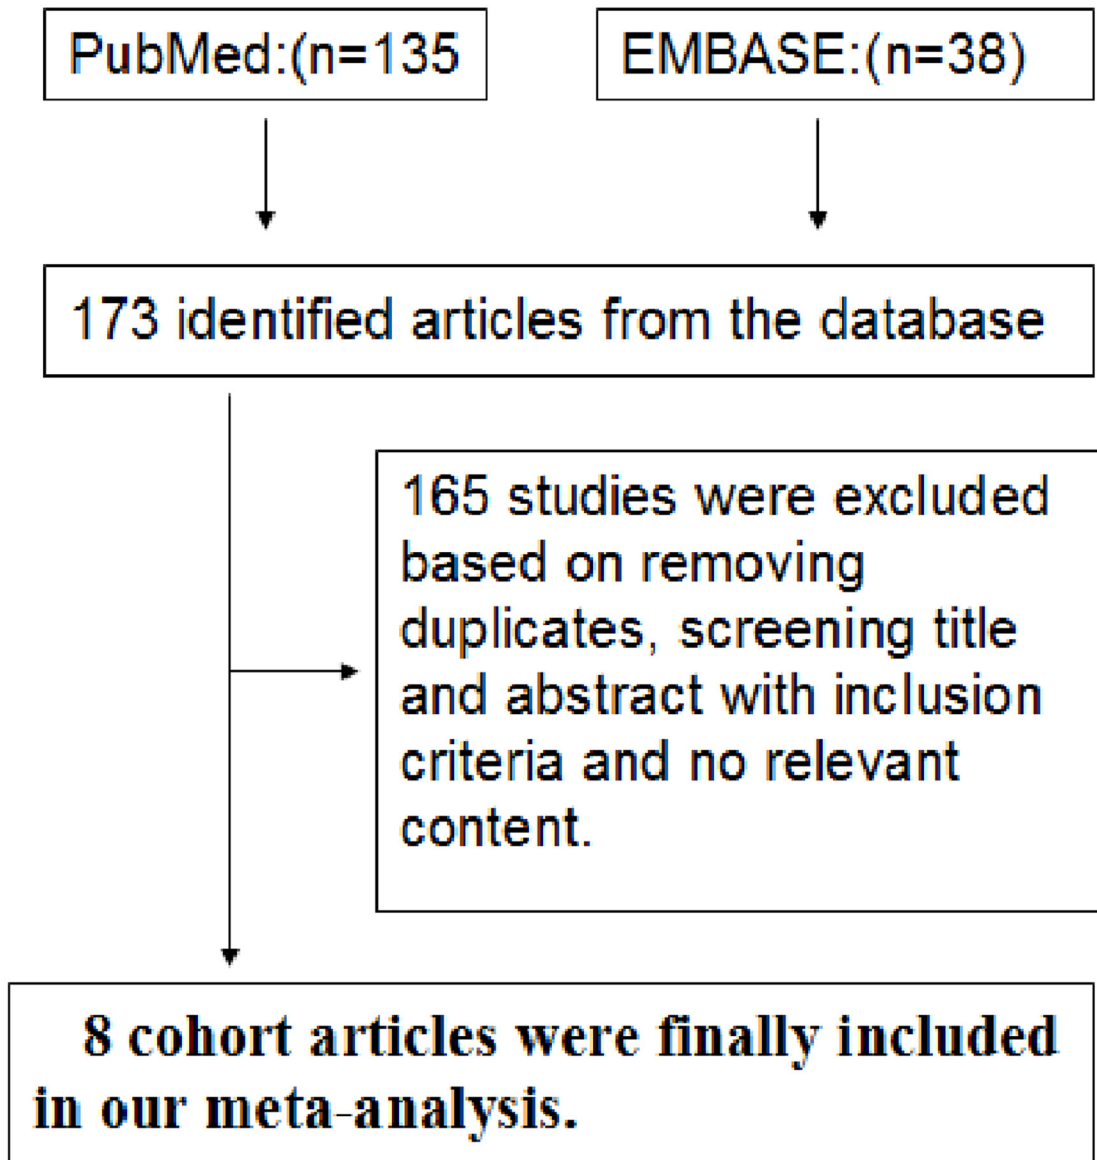 PubMed:(n=135
EMBASE:(n=38)
173 identified articles from the database
165 studies were excluded
based on removing
duplicates, screening title
and abstract with inclusion
criteria and no relevant
content.
8 cohort articles were finally included
in our meta-analysis.